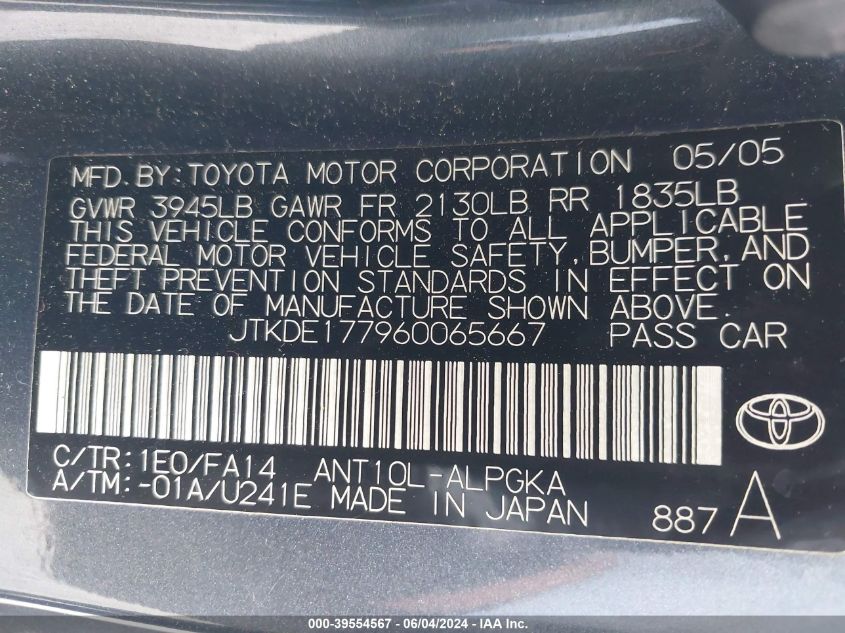 MFD.BY:TOYOTA MOTOR CORPORATION 05/05
GVWR 3945LB GAWR FR 2130LB RR 1835LB
THIS VEHICLE CONFORMS TO ALL APPLICABLE
FEDERAL MOTOR VEHICLE SAFETY, BUMPER, AND
THEFT PREVENTION STANDARDS IN EFFECT ON
THE DATE OF MANUFACTURE SHOWN ABOVE.
JTKDE177960065667 PASS CAR
C/TR:1E0/FA14 ANT10L-ALPGKA
A/TM:-01A/U241E MADE IN JAPAN 887 A
000-39554567 / 06/04/2024 / IAA Inc.